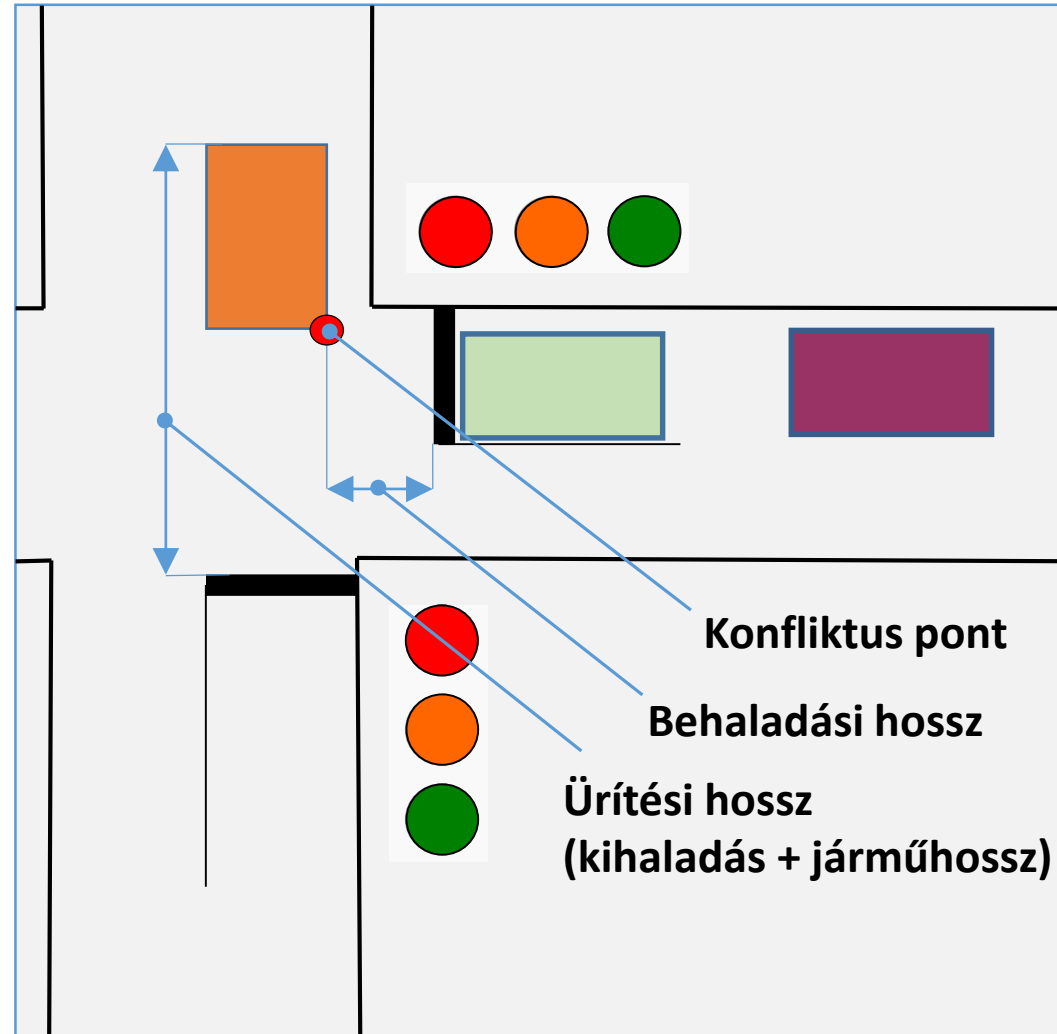 Konfliktus pont
Behaladási hossz
Ürítési hossz
(kihaladás + járműhossz)